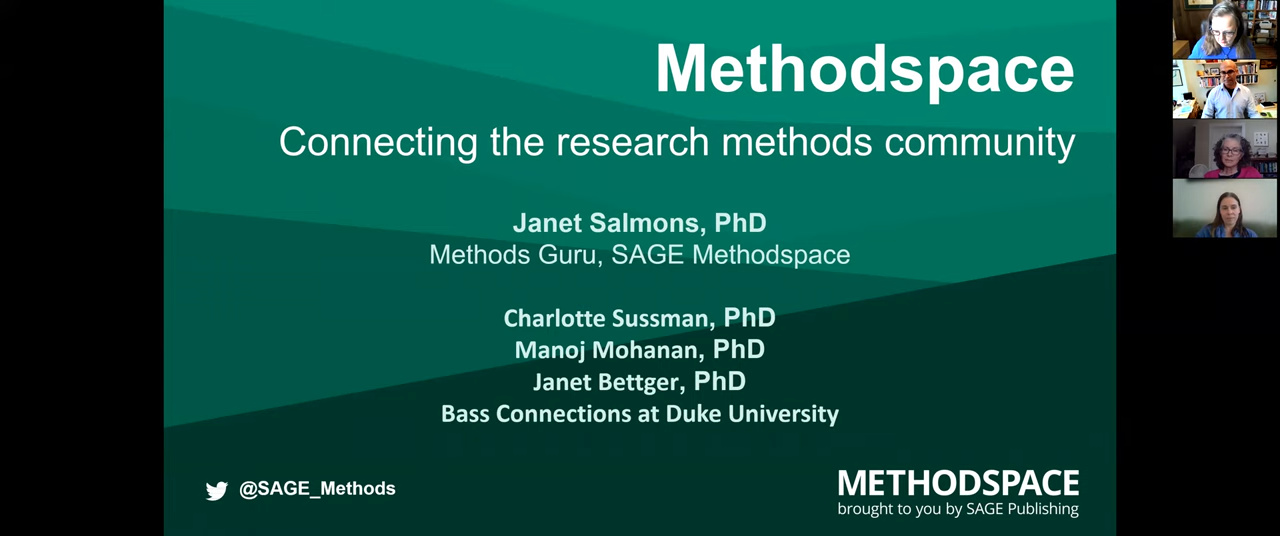 Methodspace
Connecting the research methods community
Janet Salmons, PhD
Methods Guru, SAGE Methodspace
Charlotte Sussman, PhD
Manoj Mohanan, PhD
Janet Bettger, PhD
Bass Connections at Duke University
@SAGE_Methods
METHODSPACE
brought to you by SAGE Publishing